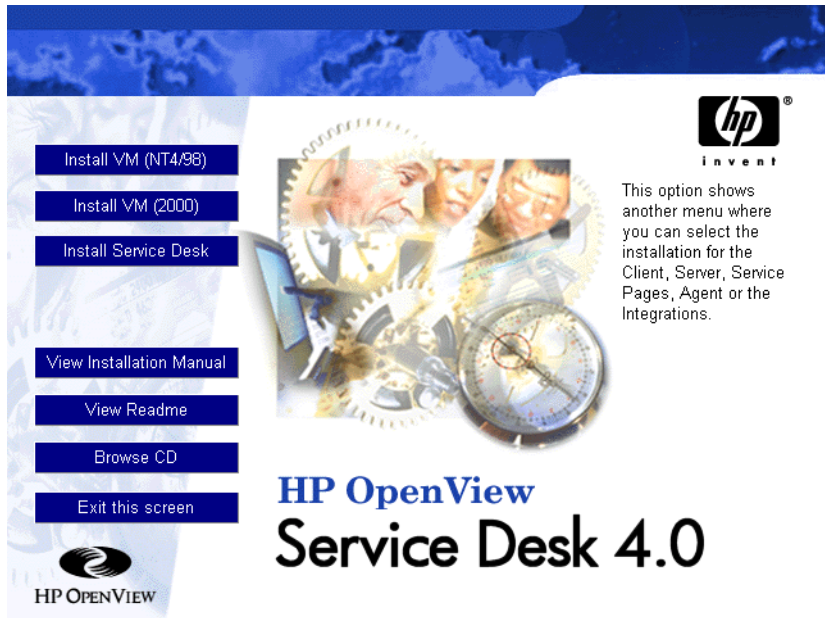 hp
®
i n v e n t
Install VM (NT4/98)
Install VM (2000)
Install Service Desk
View Installation Manual
View Readme
Browse CD
Exit this screen
This option shows
another menu where
you can select the
installation for the
Client, Server, Service
Pages, Agent or the
Integrations.
HP OpenView
Service Desk 4.0
HP OPENVIEW